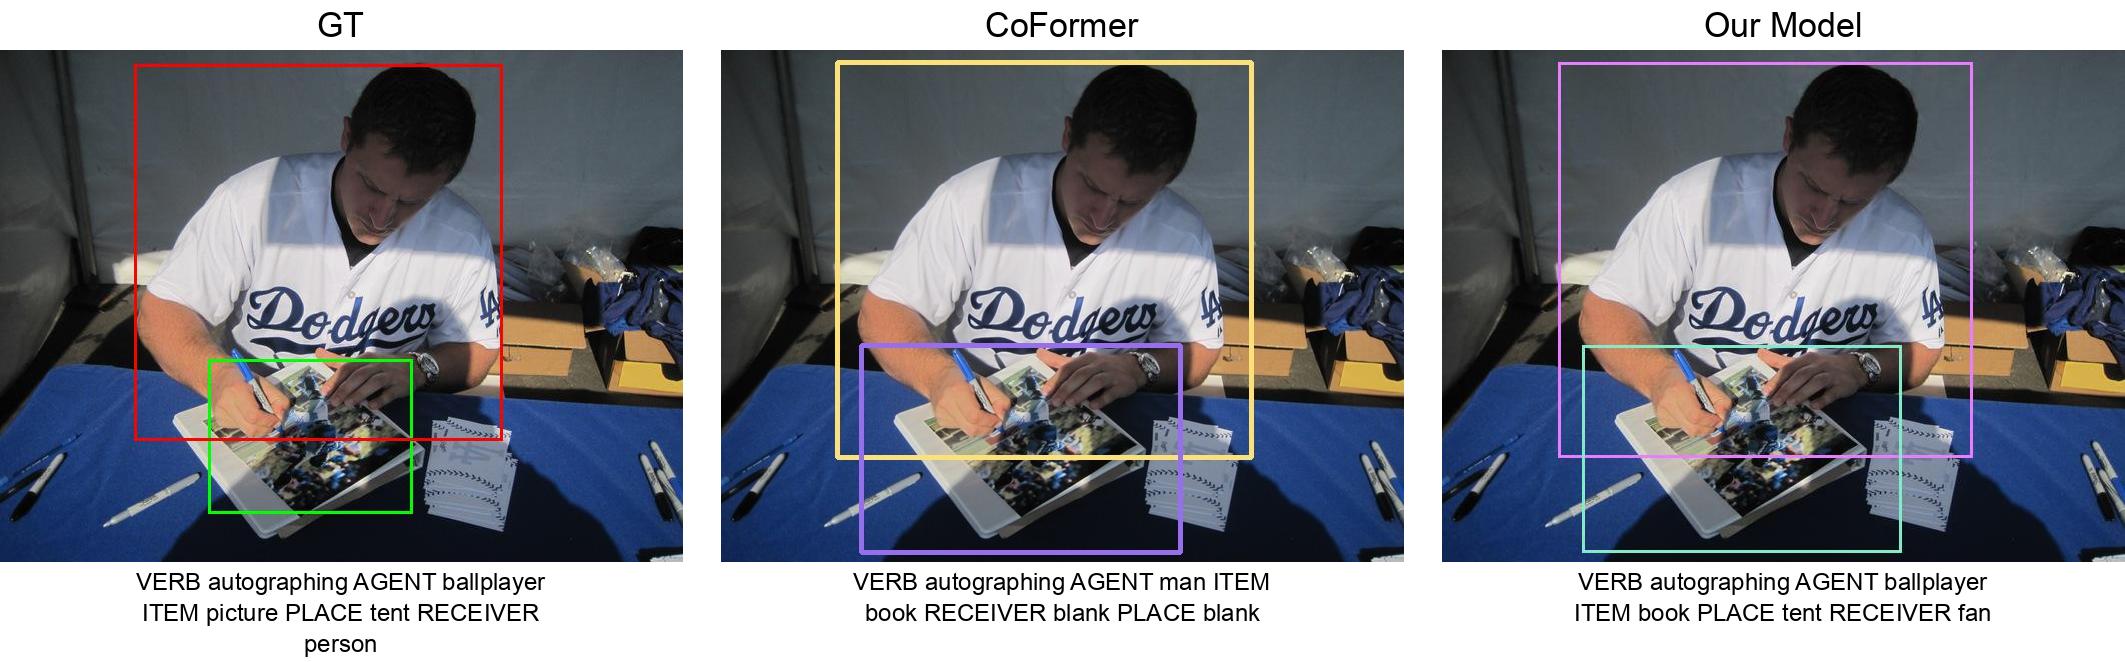 GT
CoFormer
Our Model
Dodgers
LA
Dodgers
LA
Dodgers
LA
VERB autographing AGENT ballplayer
ITEM picture PLACE tent RECEIVER
person
VERB autographing AGENT man ITEM
book RECEIVER blank PLACE blank
VERB autographing AGENT ballplayer
ITEM book PLACE tent RECEIVER fan